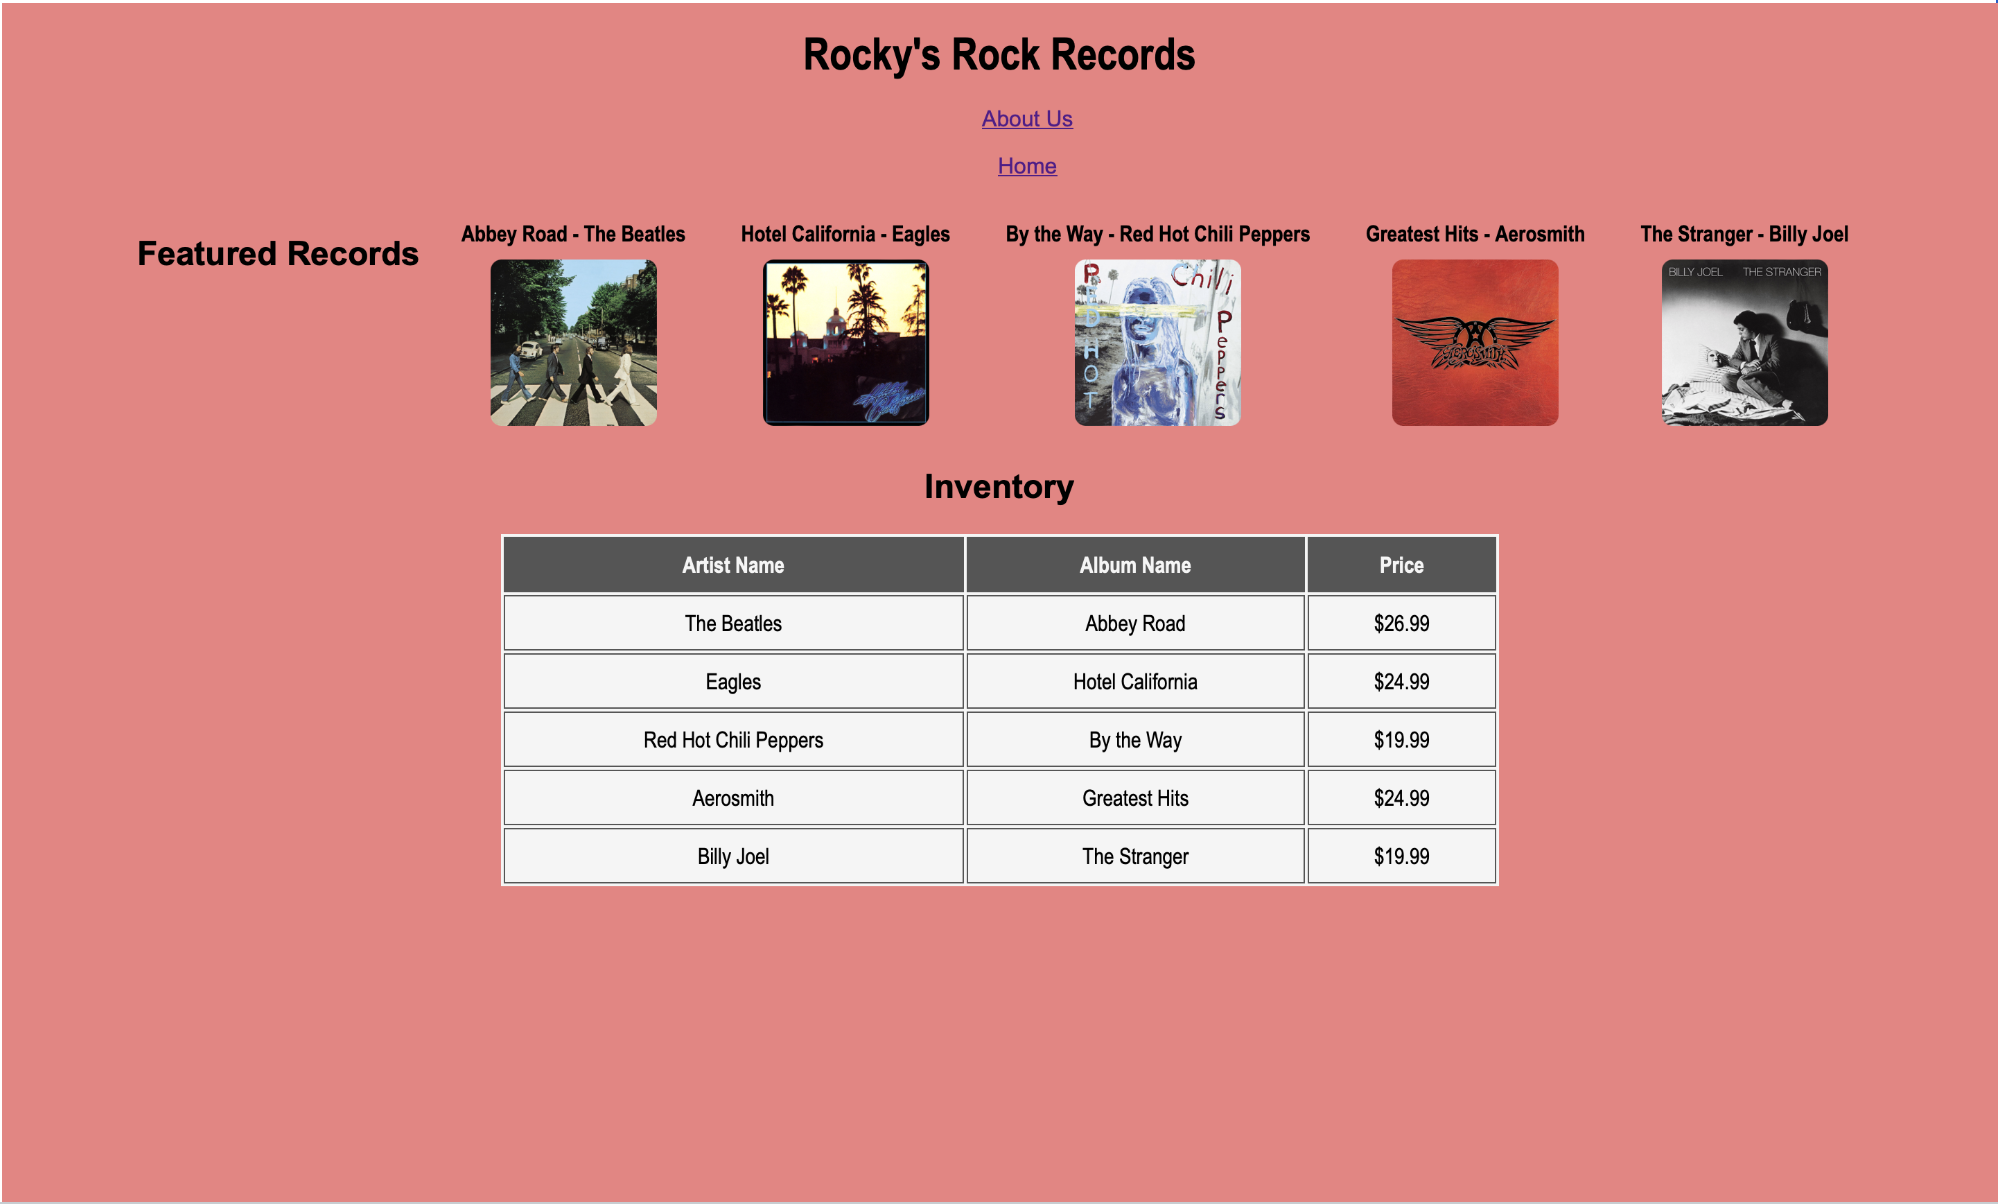 Rocky's Rock Records
About Us
Home
Featured Records
Abbey Road - The Beatles
Hotel California - Eagles
By the Way - Red Hot Chili Peppers
Greatest Hits - Aerosmith
The Stranger - Billy Joel
RED HOT
Chili
Peppers
AEROSMITH
BILLY JOEL THE STRANGER
Inventory
Artist Name Album Name Price
The Beatles Abbey Road $26.99
Eagles Hotel California $24.99
Red Hot Chili Peppers By the Way $19.99
Aerosmith Greatest Hits $24.99
Billy Joel The Stranger $19.99